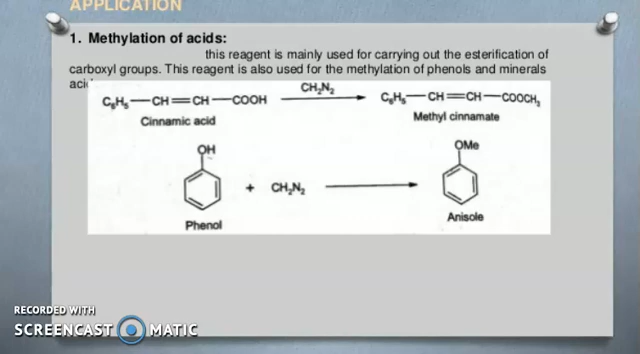 APPLICATION
1. Methylation of acids:
this reagent is mainly used for carrying out the esterification of
carboxyl groups. This reagent is also used for the methylation of phenols and minerals
C₆H₅—CH=CH—COOH
CH₂N₂
C₆H₅—CH=CH—COOCH₃
Cinnamic acid
Methyl cinnamate
OH
OMe
+ CH₂N₂
Phenol
Anisole
RECORDED WITH
SCREENCAST O MATIC